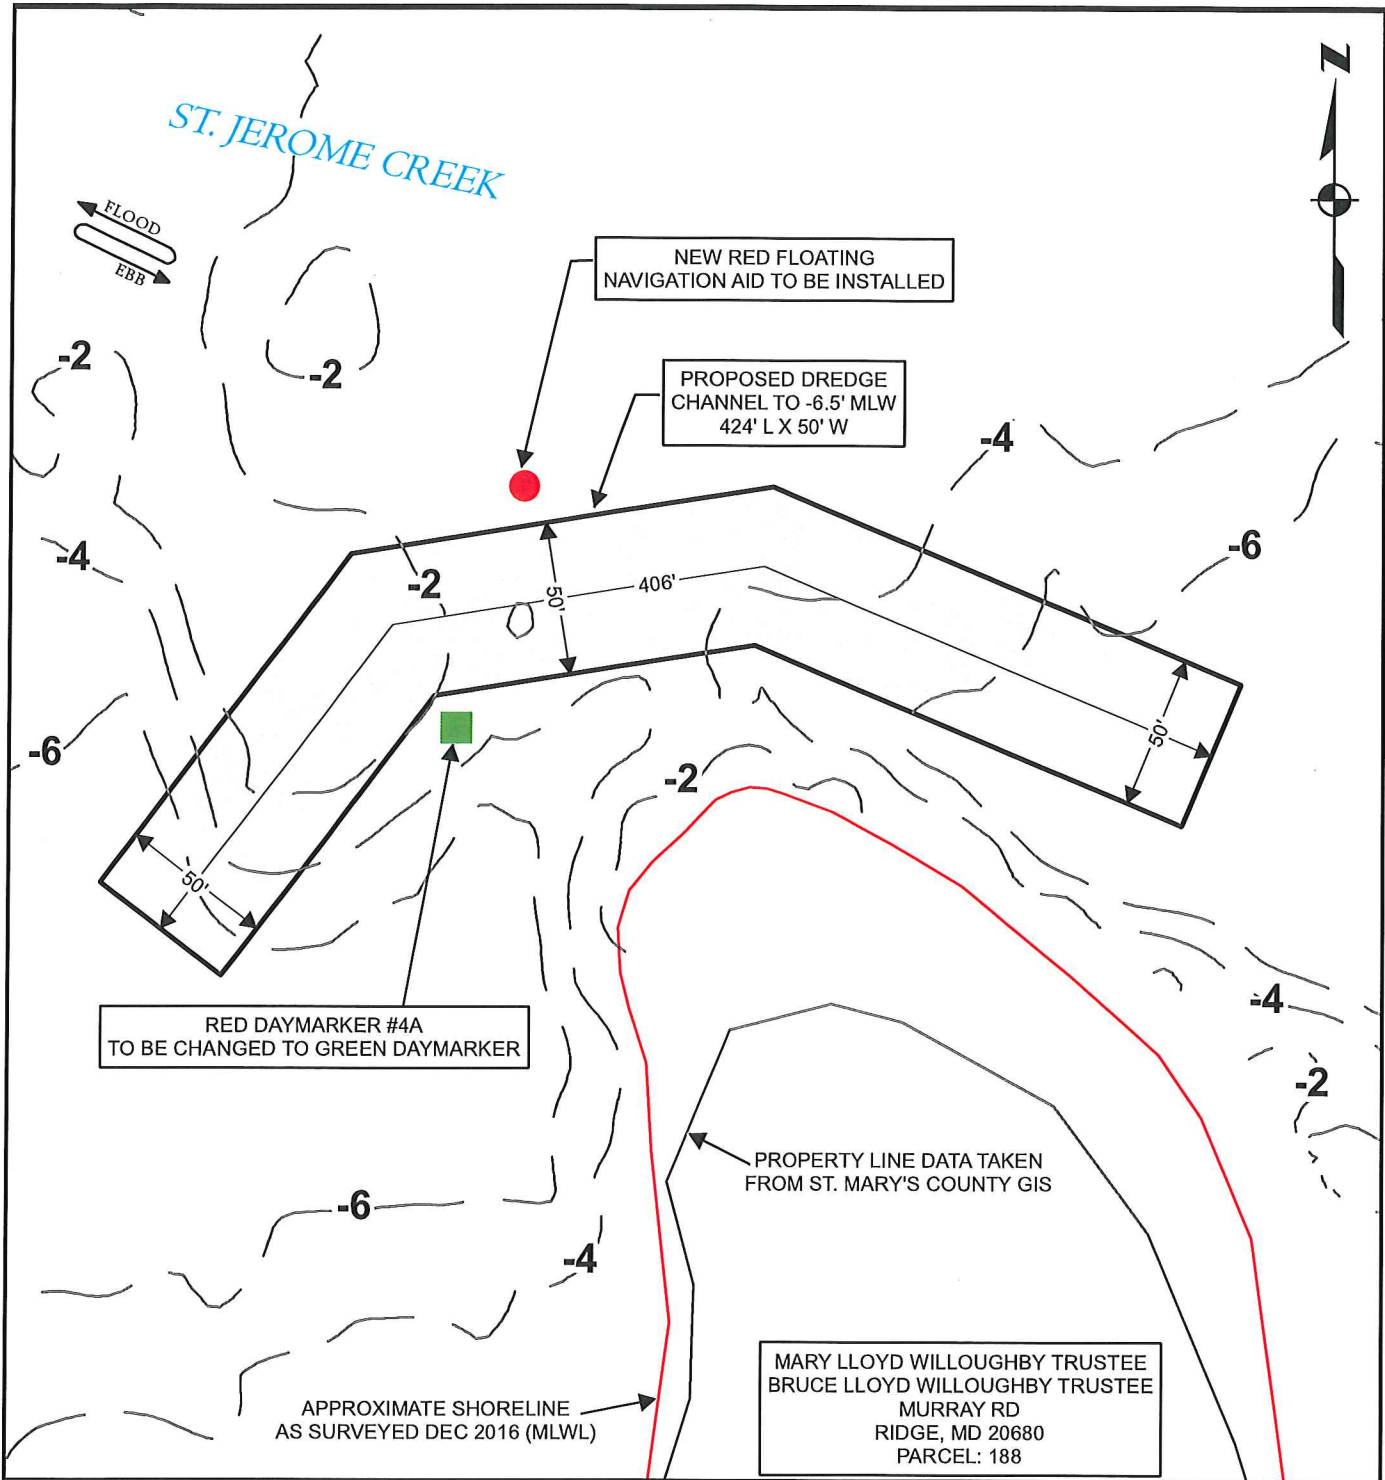 N
ST. JEROME CREEK
FLOOD
EBB
NEW RED FLOATING
NAVIGATION AID TO BE INSTALLED
-2
-2
PROPOSED DREDGE
CHANNEL TO -6.5' MLW
424' L X 50' W
-4
-4
-2
50'
406'
-6
-6
-2
50'
50'
RED DAYMARKER #4A
TO BE CHANGED TO GREEN DAYMARKER
-4
-2
PROPERTY LINE DATA TAKEN
FROM ST. MARY'S COUNTY GIS
-6
-4
APPROXIMATE SHORELINE
AS SURVEYED DEC 2016 (MLWL)
MARY LLOYD WILLOUGHBY TRUSTEE
BRUCE LLOYD WILLOUGHBY TRUSTEE
MURRAY RD
RIDGE, MD 20680
PARCEL: 188